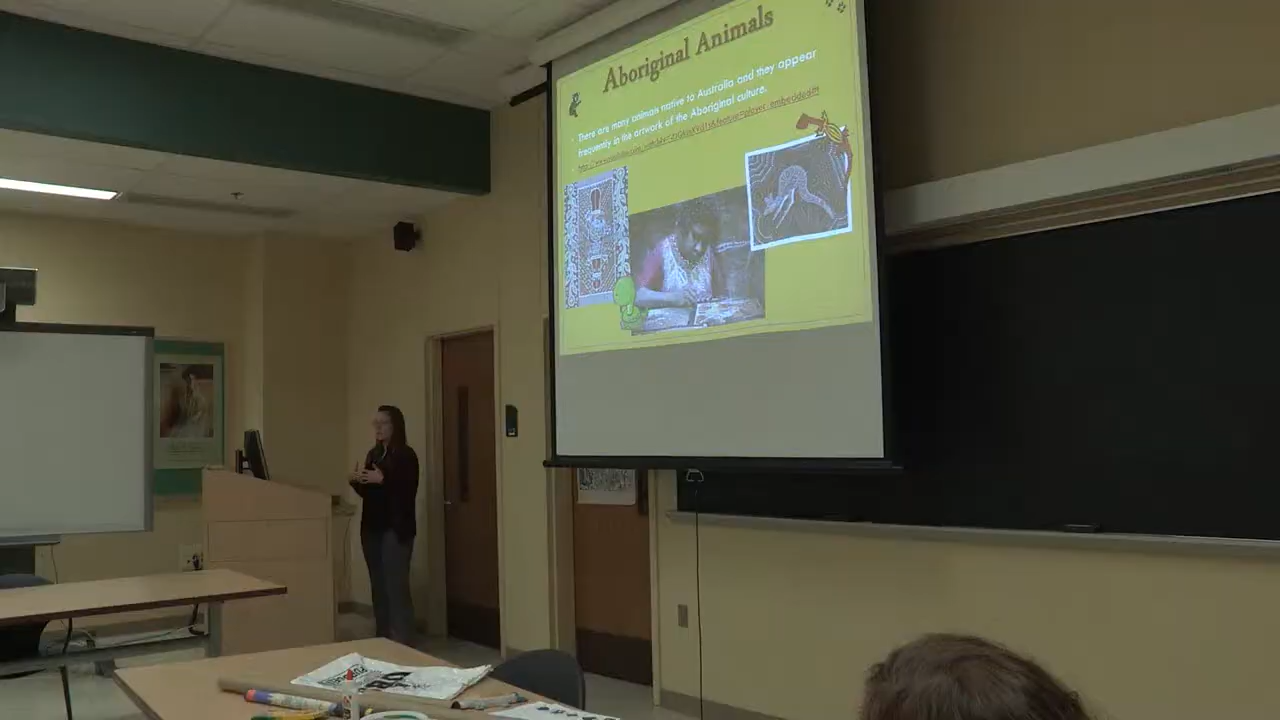 Aboriginal Animals
There are many animals native to Australia and they appear
frequently in the artwork of the Aboriginal culture.